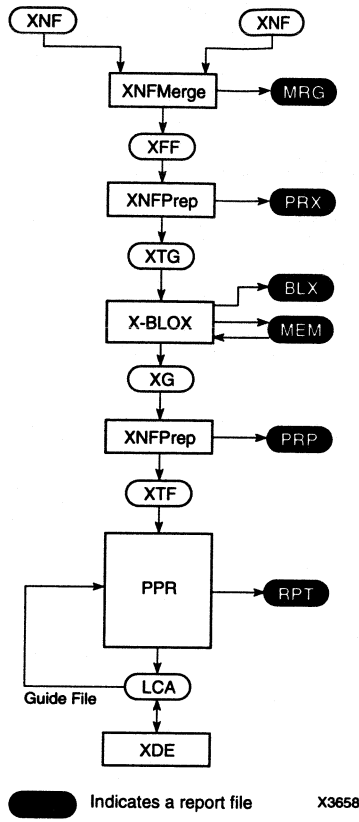 XNF
XNF
XNFMerge
MRG
XFF
XNFPrep
PRX
XTG
BLX
X-BLOX
MEM
XG
XNFPrep
PRP
XTF
PPR
RPT
LCA
Guide File
XDE
Indicates a report file
X3658